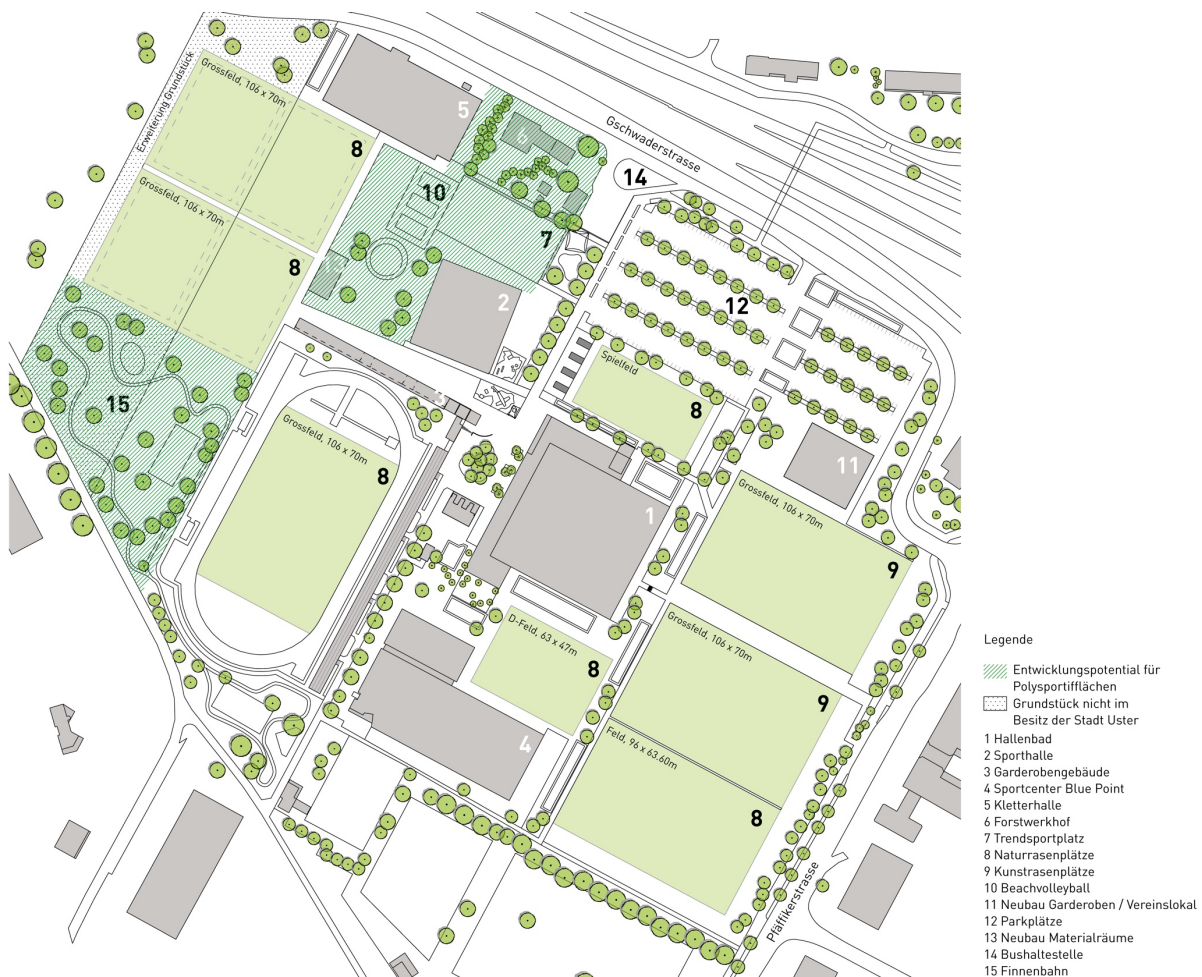 Erweiterung Grundstück
Grossfeld, 106 x 70m
8
Grossfeld, 106 x 70m
8
5
6
Gschwaderstrasse
14
10
7
13
2
12
15
3
Spielfeld
8
Grossfeld, 106 x 70m
8
11
1
Grossfeld, 106 x 70m
9
D-Feld, 63 x 47m
8
Grossfeld, 106 x 70m
9
4
Feld, 96 x 63.60m
8
Pfäffikerstrasse
Legende
Entwicklungspotential für
Polysportifflächen
Grundstück nicht im
Besitz der Stadt Uster
1 Hallenbad
2 Sporthalle
3 Garderobengebäude
4 Sportcenter Blue Point
5 Kletterhalle
6 Forstwerkhof
7 Trendsportplatz
8 Naturrasenplätze
9 Kunstrasenplätze
10 Beachvolleyball
11 Neubau Garderoben / Vereinslokal
12 Parkplätze
13 Neubau Materialräume
14 Bushaltestelle
15 Finnenbahn